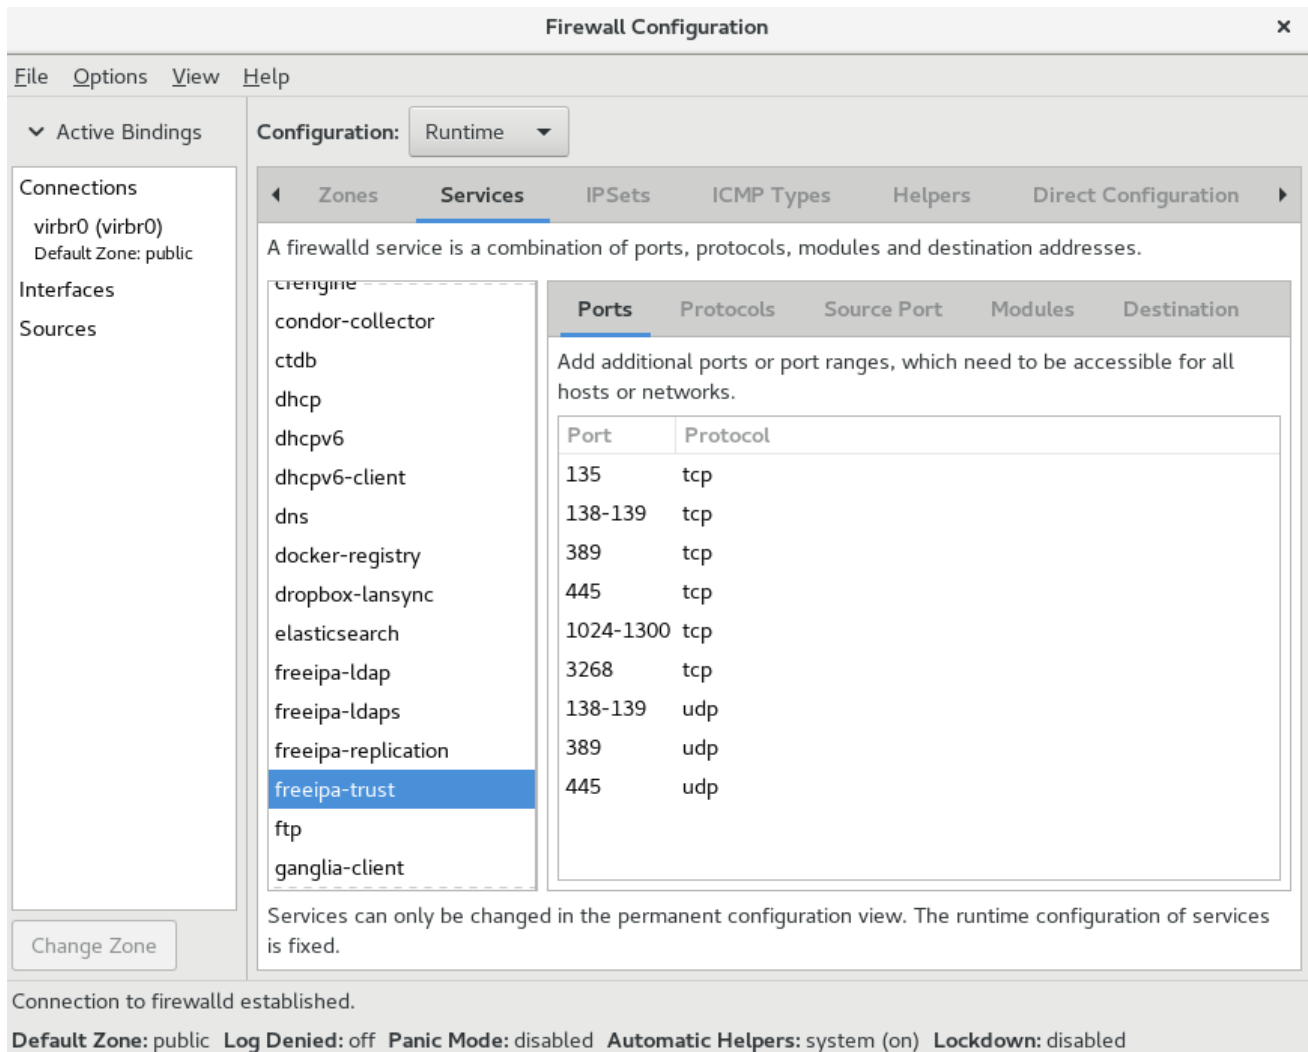 Firewall Configuration
File Options View Help
Active Bindings
Configuration: Runtime
Connections
virbr0 (virbr0)
Default Zone: public
Interfaces
Sources
Zones Services IPSets ICMP Types Helpers Direct Configuration
A firewalld service is a combination of ports, protocols, modules and destination addresses.
cfengine
condor-collector
ctdb
dhcp
dhcpv6
dhcpv6-client
dns
docker-registry
dropbox-lansync
elasticsearch
freeipa-ldap
freeipa-ldaps
freeipa-replication
freeipa-trust
ftp
ganglia-client
Ports Protocols Source Port Modules Destination
Add additional ports or port ranges, which need to be accessible for all
hosts or networks.
Port Protocol
135 tcp
138-139 tcp
389 tcp
445 tcp
1024-1300 tcp
3268 tcp
138-139 udp
389 udp
445 udp
Services can only be changed in the permanent configuration view. The runtime configuration of services
is fixed.
Change Zone
Connection to firewalld established.
Default Zone: public Log Denied: off Panic Mode: disabled Automatic Helpers: system (on) Lockdown: disabled